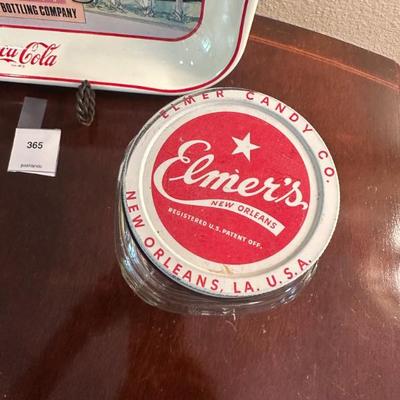 BOTTLING COMPANY
Coca-Cola
365
ELMER CANDY CO.
Elmer's
NEW ORLEANS
REGISTERED U.S. PATENT OFF.
NEW ORLEANS, LA. U.S.A.